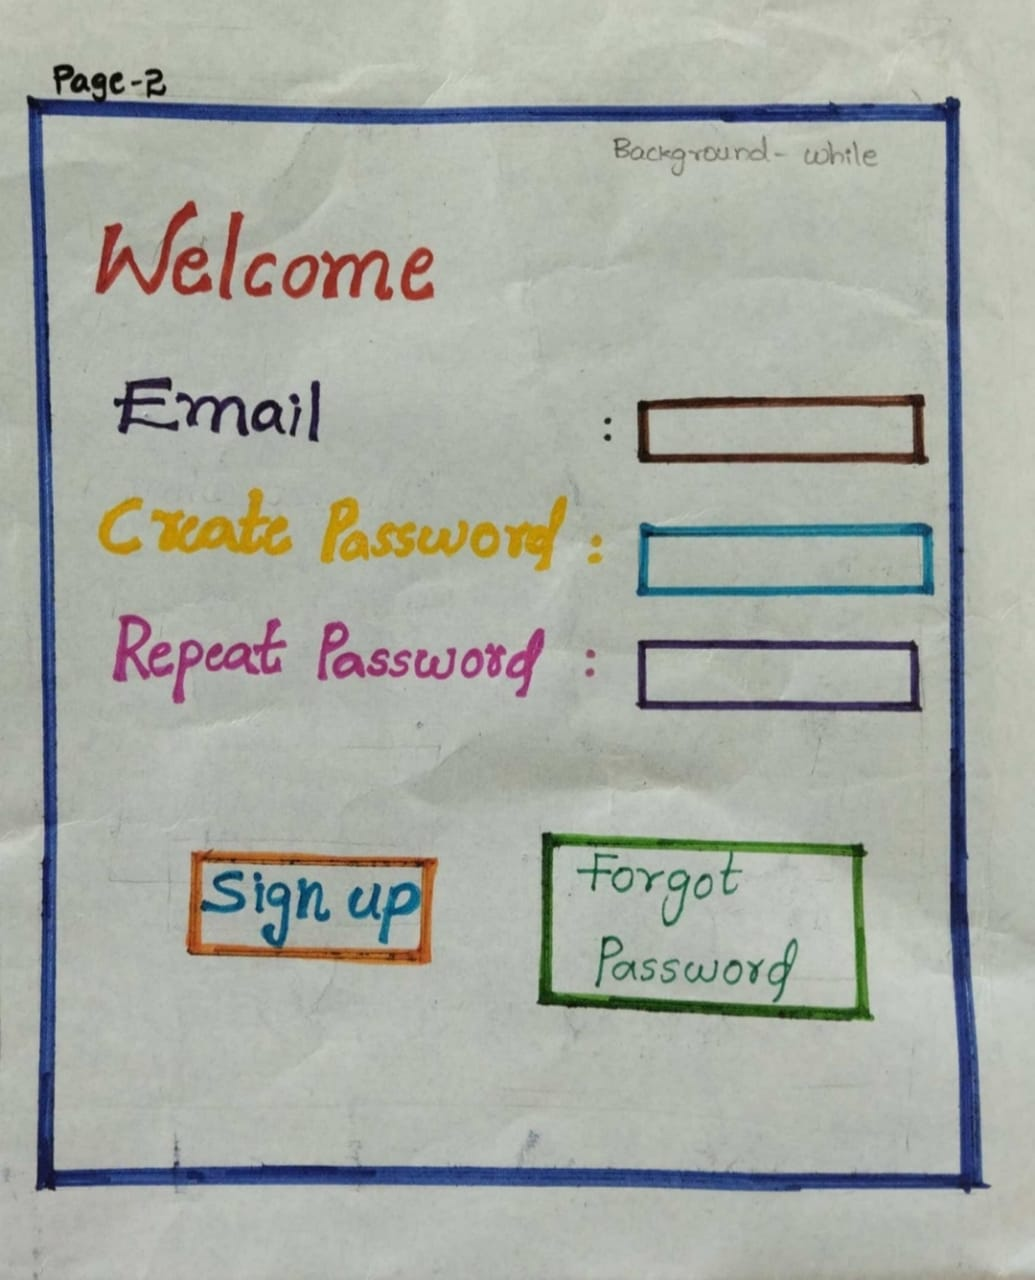 Page-2
Background- while
Welcome
Email :
Create Password :
Repeat Password :
Sign up
Forgot
Password